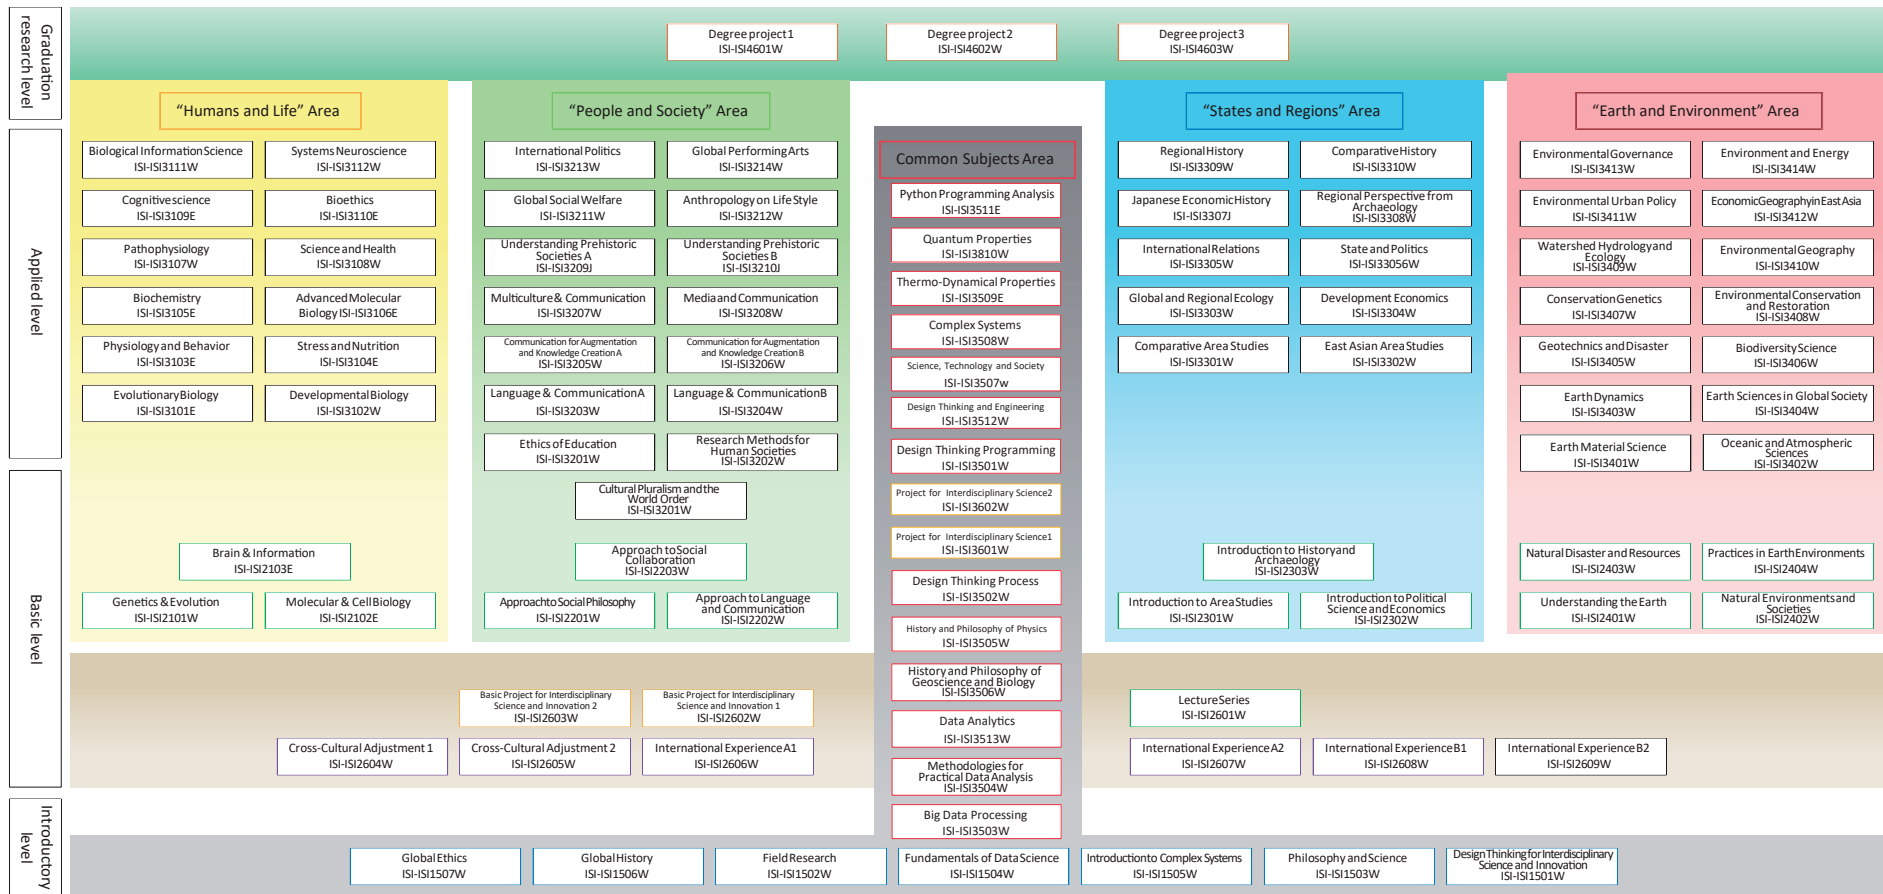 Graduation
research level
Degree project1
ISI-ISI4601W
Degree project2
ISI-ISI4602W
Degree project3
ISI-ISI4603W
Applied level
Basic level
Introductory
level
“Humans and Life” Area
Biological Information Science
ISI-ISI3111W
Systems Neuroscience
ISI-ISI3112W
Cognitive science
ISI-ISI3109E
Bioethics
ISI-ISI3110E
Pathophysiology
ISI-ISI3107W
Science and Health
ISI-ISI3108W
Biochemistry
ISI-ISI3105E
Advanced Molecular
Biology ISI-ISI3106E
Physiology and Behavior
ISI-ISI3103E
Stress and Nutrition
ISI-ISI3104E
Evolutionary Biology
ISI-ISI3101E
Developmental Biology
ISI-ISI3102W
Brain & Information
ISI-ISI2103E
Genetics & Evolution
ISI-ISI2101W
Molecular & Cell Biology
ISI-ISI2102E
“People and Society” Area
International Politics
ISI-ISI3213W
Global Performing Arts
ISI-ISI3214W
Global Social Welfare
ISI-ISI3211W
Anthropology on Life Style
ISI-ISI3212W
Understanding Prehistoric
Societies A
ISI-ISI3209J
Understanding Prehistoric
Societies B
ISI-ISI3210J
Multiculture & Communication
ISI-ISI3207W
Media and Communication
ISI-ISI3208W
Communication for Augmentation
and Knowledge Creation A
ISI-ISI3205W
Communication for Augmentation
and Knowledge Creation B
ISI-ISI3206W
Language & Communication A
ISI-ISI3203W
Language & Communication B
ISI-ISI3204W
Ethics of Education
ISI-ISI3201W
Research Methods for
Human Societies
ISI-ISI3202W
Cultural Pluralism and the
World Order
ISI-ISI3201W
Approach to Social
Collaboration
ISI-ISI2203W
Approach to Social Philosophy
ISI-ISI2201W
Approach to Language
and Communication
ISI-ISI2202W
Common Subjects Area
Python Programming Analysis
ISI-ISI3511E
Quantum Properties
ISI-ISI3810W
Thermo-Dynamical Properties
ISI-ISI3509E
Complex Systems
ISI-ISI3508W
Science, Technology and Society
ISI-ISI3507w
Design Thinking and Engineering
ISI-ISI3512W
Design Thinking Programming
ISI-ISI3501W
Project for Interdisciplinary Science2
ISI-ISI3602W
Project for Interdisciplinary Science1
ISI-ISI3601W
Design Thinking Process
ISI-ISI3502W
History and Philosophy of Physics
ISI-ISI3505W
History and Philosophy of
Geoscience and Biology
ISI-ISI3506W
Data Analytics
ISI-ISI3513W
Methodologies for
Practical Data Analysis
ISI-ISI3504W
Big Data Processing
ISI-ISI3503W
“States and Regions” Area
Regional History
ISI-ISI3309W
Comparative History
ISI-ISI3310W
Japanese Economic History
ISI-ISI3307J
Regional Perspective from
Archaeology
ISI-ISI3308W
International Relations
ISI-ISI3305W
State and Politics
ISI-ISI33056W
Global and Regional Ecology
ISI-ISI3303W
Development Economics
ISI-ISI3304W
Comparative Area Studies
ISI-ISI3301W
East Asian Area Studies
ISI-ISI3302W
Introduction to History and
Archaeology
ISI-ISI2303W
Introduction to Area Studies
ISI-ISI2301W
Introduction to Political
Science and Economics
ISI-ISI2302W
“Earth and Environment” Area
Environmental Governance
ISI-ISI3413W
Environment and Energy
ISI-ISI3414W
Environmental Urban Policy
ISI-ISI3411W
Economic Geography in East Asia
ISI-ISI3412W
Watershed Hydrology and
Ecology
ISI-ISI3409W
Environmental Geography
ISI-ISI3410W
Conservation Genetics
ISI-ISI3407W
Environmental Conservation
and Restoration
ISI-ISI3408W
Geotechnics and Disaster
ISI-ISI3405W
Biodiversity Science
ISI-ISI3406W
Earth Dynamics
ISI-ISI3403W
Earth Sciences in Global Society
ISI-ISI3404W
Earth Material Science
ISI-ISI3401W
Oceanic and Atmospheric
Sciences
ISI-ISI3402W
Natural Disaster and Resources
ISI-ISI2403W
Practices in Earth Environments
ISI-ISI2404W
Understanding the Earth
ISI-ISI2401W
Natural Environments and
Societies
ISI-ISI2402W
Basic Project for Interdisciplinary
Science and Innovation 2
ISI-ISI2603W
Basic Project for Interdisciplinary
Science and Innovation 1
ISI-ISI2602W
Lecture Series
ISI-ISI2601W
Cross-Cultural Adjustment 1
ISI-ISI2604W
Cross-Cultural Adjustment 2
ISI-ISI2605W
International Experience A1
ISI-ISI2606W
International Experience A2
ISI-ISI2607W
International Experience B1
ISI-ISI2608W
International Experience B2
ISI-ISI2609W
Global Ethics
ISI-ISI1507W
Global History
ISI-ISI1506W
Field Research
ISI-ISI1502W
Fundamentals of Data Science
ISI-ISI1504W
Introduction to Complex Systems
ISI-ISI1505W
Philosophy and Science
ISI-ISI1503W
Design Thinking for Interdisciplinary
Science and Innovation
ISI-ISI1501W